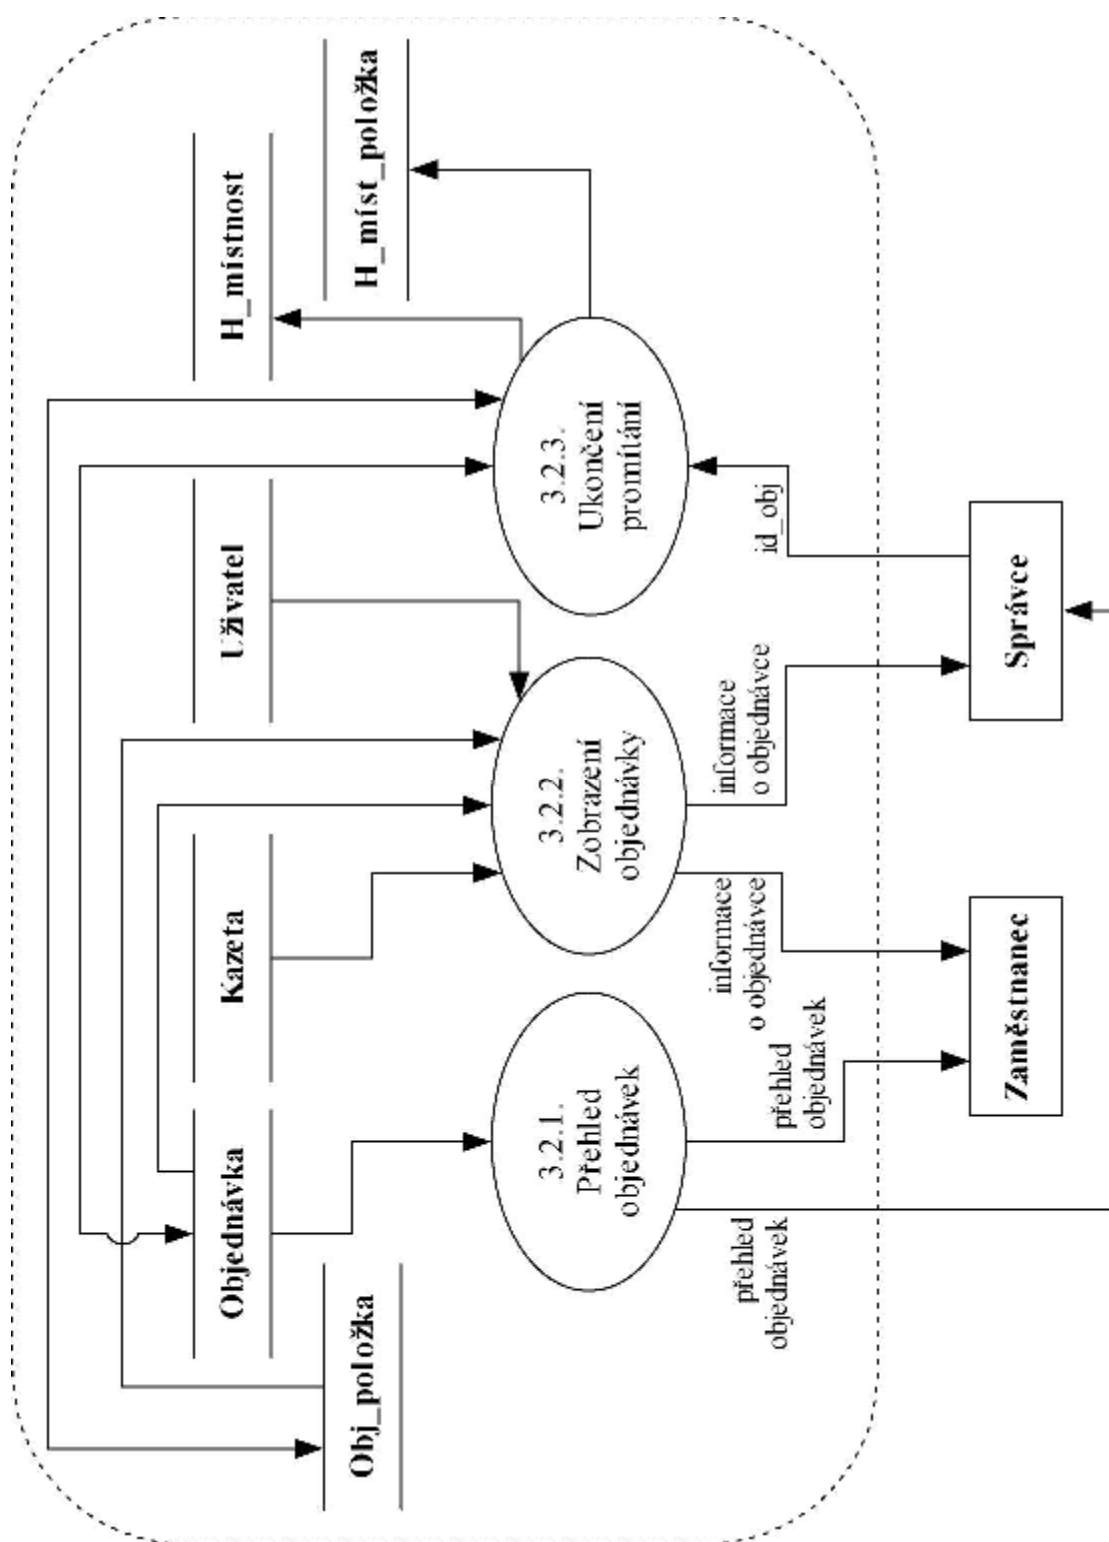 Objednávka
Kazeta
Uživatel
H_místnost
Obj_položka
H_míst_položka
3.2.1.
Přehled
objednávek
3.2.2.
Zobrazení
objednávky
3.2.3.
Ukončení
promítání
přehled
objednávek
přehled
objednávek
informace
o objednávce
informace
o objednávce
id_obj
Zaměstnanec
Správce